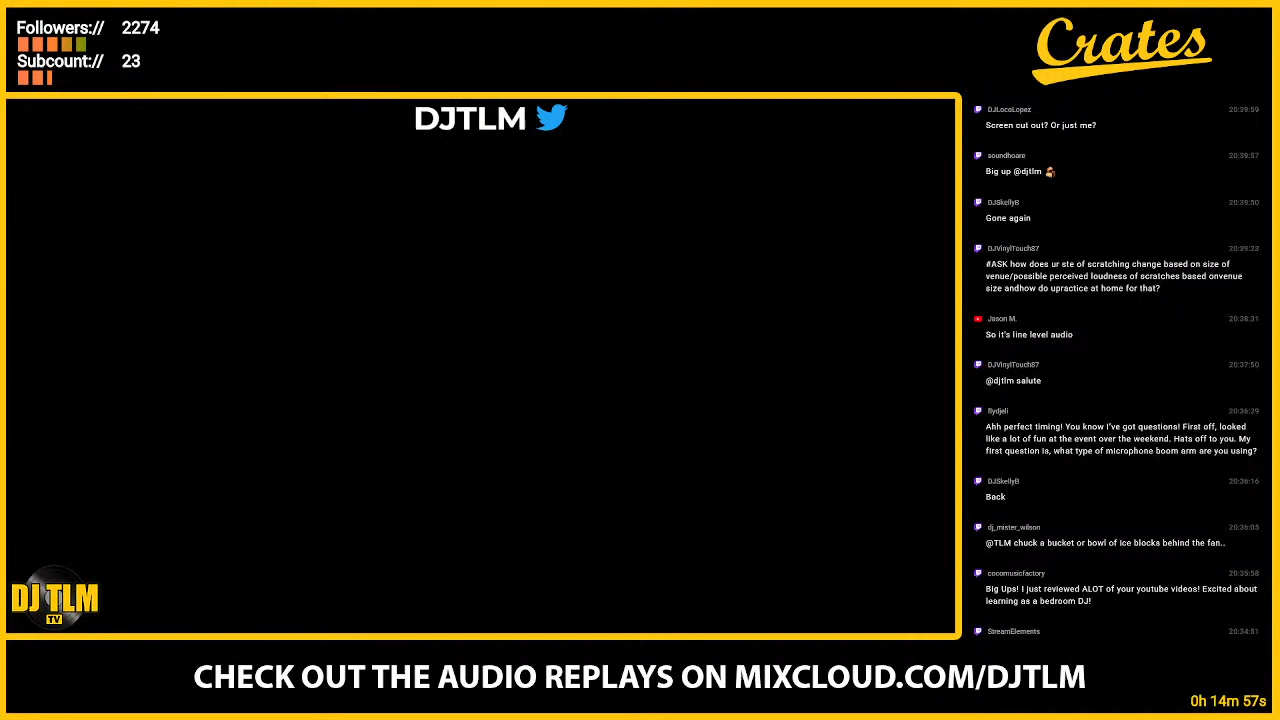 Followers:// 2274
Subcount:// 23
Crates
DJTLM
DJLocoLopez 20:39:59
Screen cut out? Or just me?
soundhoare 20:39:57
Big up @djtlm
DJSkellyB 20:39:50
Gone again
DJVinylTouch87 20:39:23
#ASK how does ur ste of scratching change based on size of
venue/possible perceived loudness of scratches based onvenue
size andhow do upractice at home for that?
Jason M. 20:38:31
So it's line level audio
DJVinylTouch87 20:37:50
@djtlm salute
flydjeli 20:36:29
Ahh perfect timing! You know I've got questions! First off, looked
like a lot of fun at the event over the weekend. Hats off to you. My
first question is, what type of microphone boom arm are you using?
DJSkellyB 20:36:16
Back
dj_mister_wilson 20:36:05
@TLM chuck a bucket or bowl of ice blocks behind the fan..
cocomusicfactory 20:35:58
Big Ups! I just reviewed ALOT of your youtube videos! Excited about
learning as a bedroom DJ!
StreamElements 20:34:51
DJ TLM
TV
CHECK OUT THE AUDIO REPLAYS ON MIXCLOUD.COM/DJTLM
0h 14m 57s